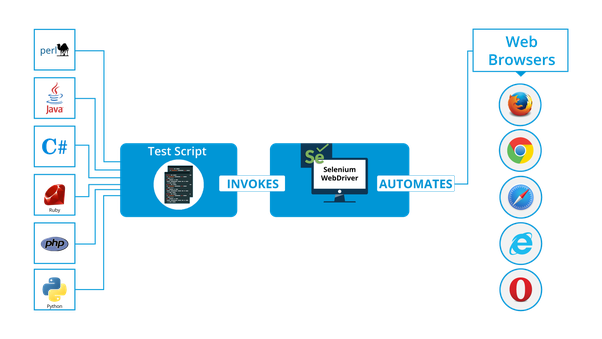 perl
Java
C#
Ruby
php
Python
Test Script
INVOKES
Se
Selenium
WebDriver
AUTOMATES
Web
Browsers